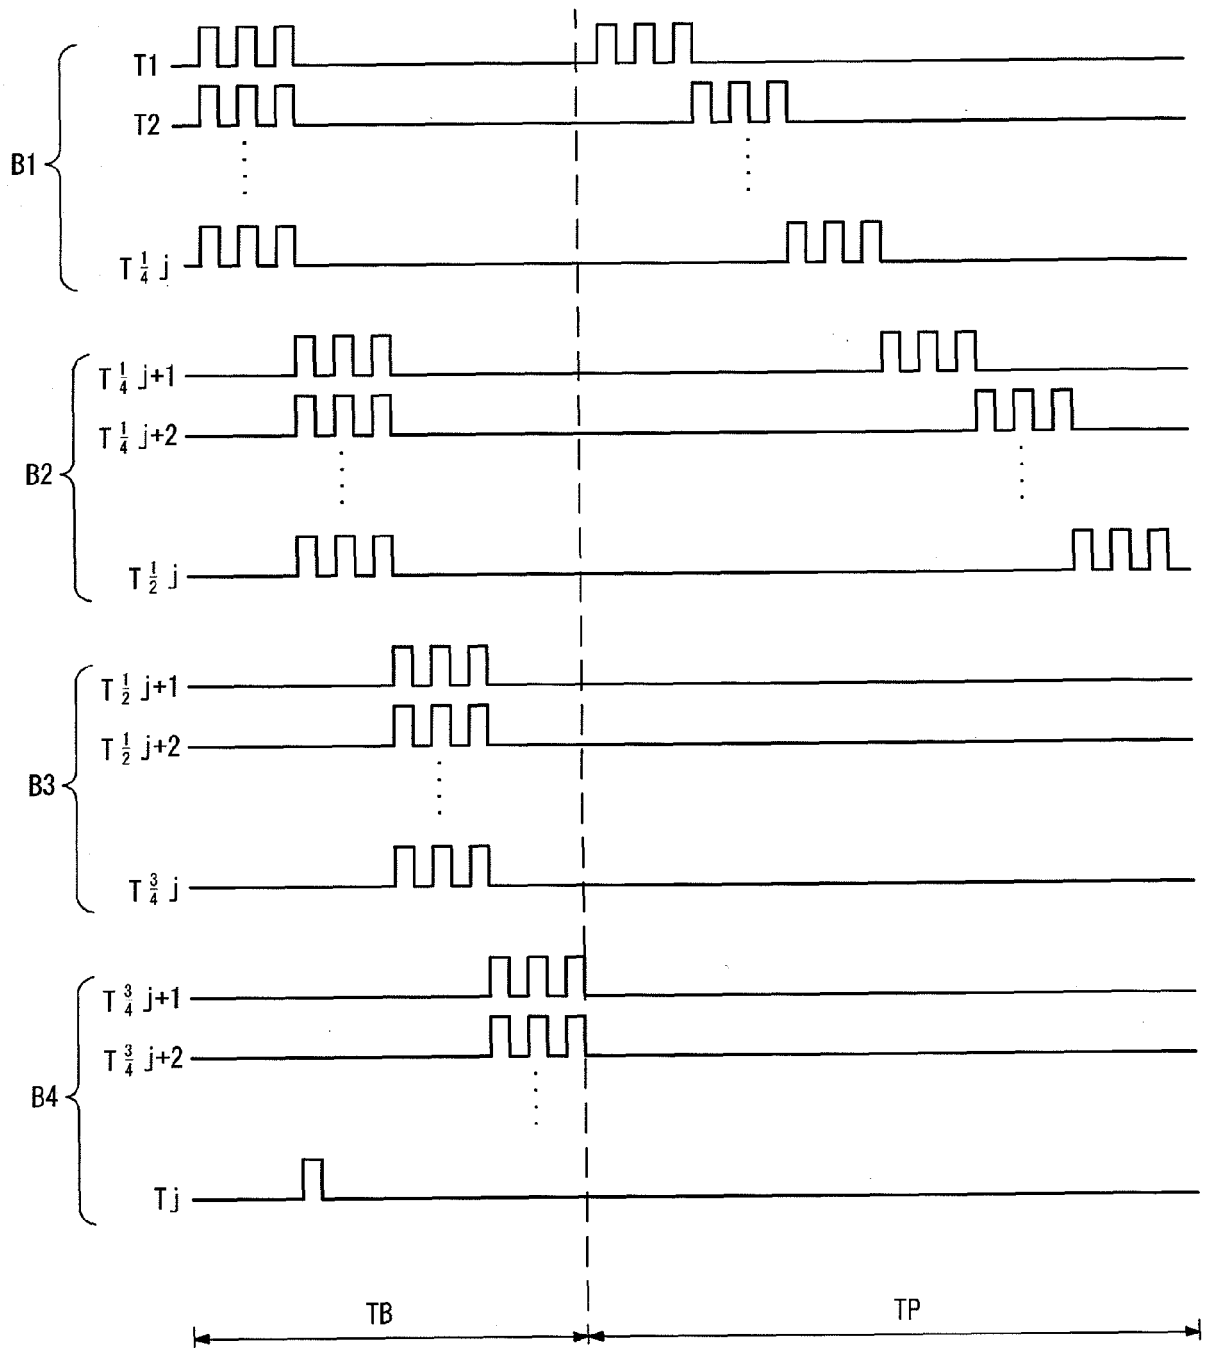 T1
T2
B1
T 1/4 j
T 1/4 j+1
T 1/4 j+2
B2
T 1/2 j
T 1/2 j+1
T 1/2 j+2
B3
T 3/4 j
T 3/4 j+1
T 3/4 j+2
B4
Tj
TB
TP